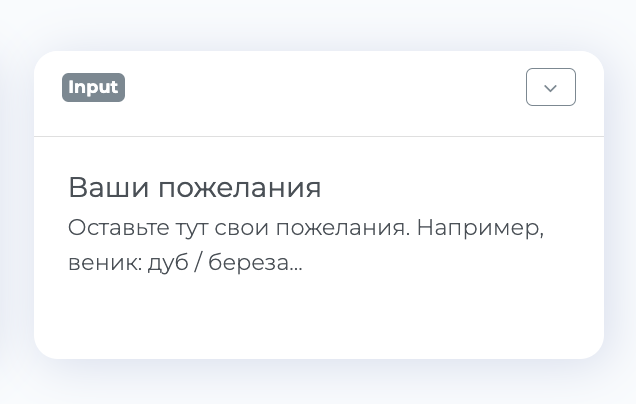 Input
Ваши пожелания
Оставьте тут свои пожелания. Например,
веник: дуб / береза...